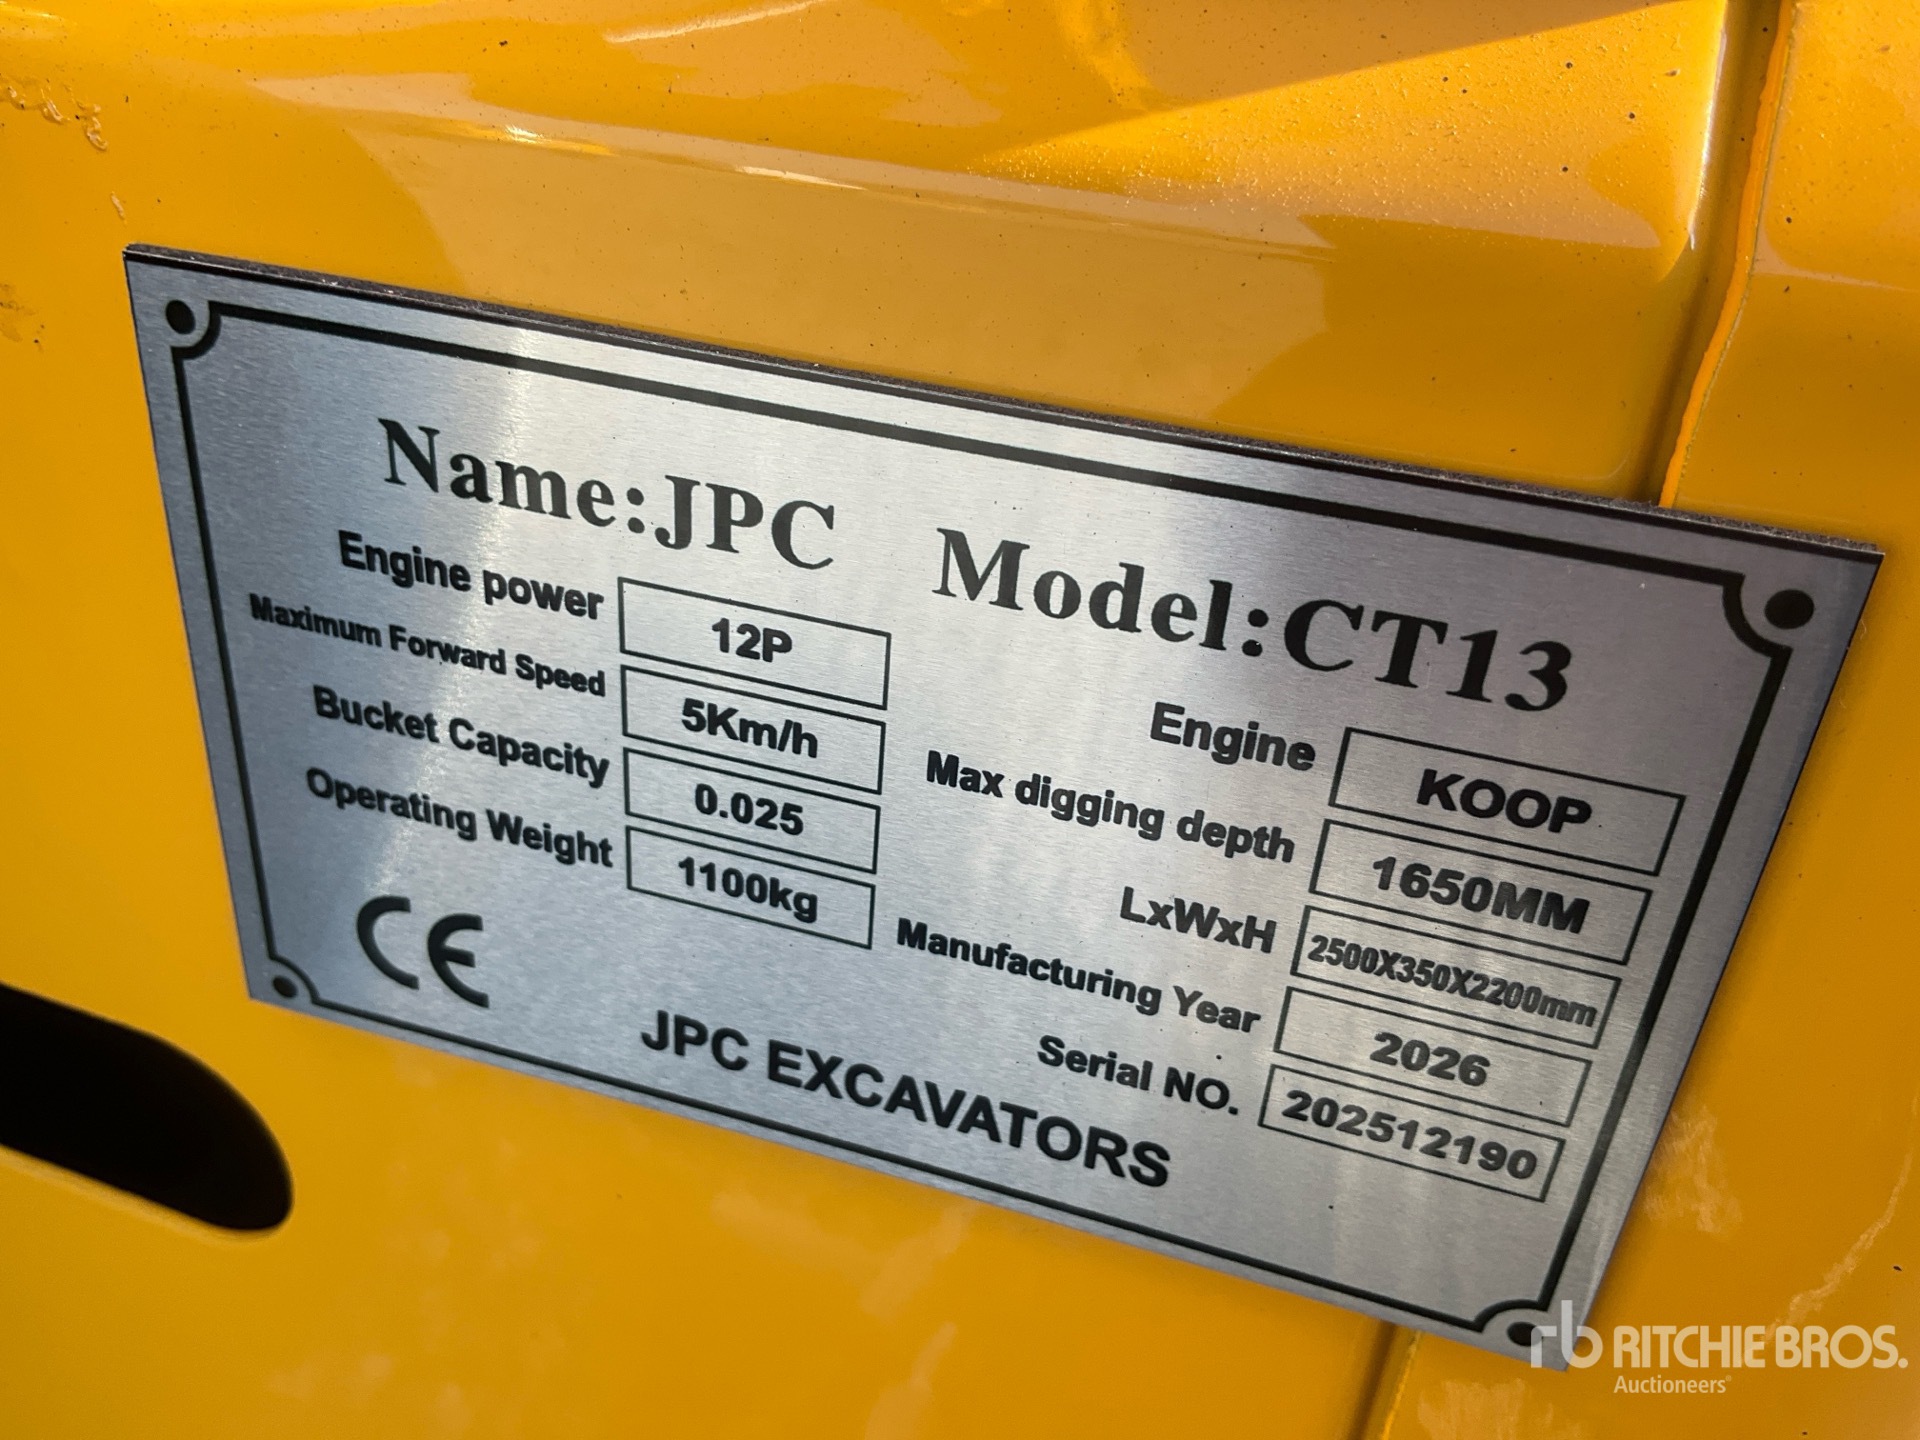 Name:JPC Model:CT13
Engine power 12P
Maximum Forward Speed 5Km/h
Bucket Capacity 0.025
Operating Weight 1100kg
Engine KOOP
Max digging depth 1650MM
LxWxH 2500X350X2200mm
Manufacturing Year 2026
Serial NO. 202512190
CE
JPC EXCAVATORS
rb RITCHIE BROS.
Auctioneers